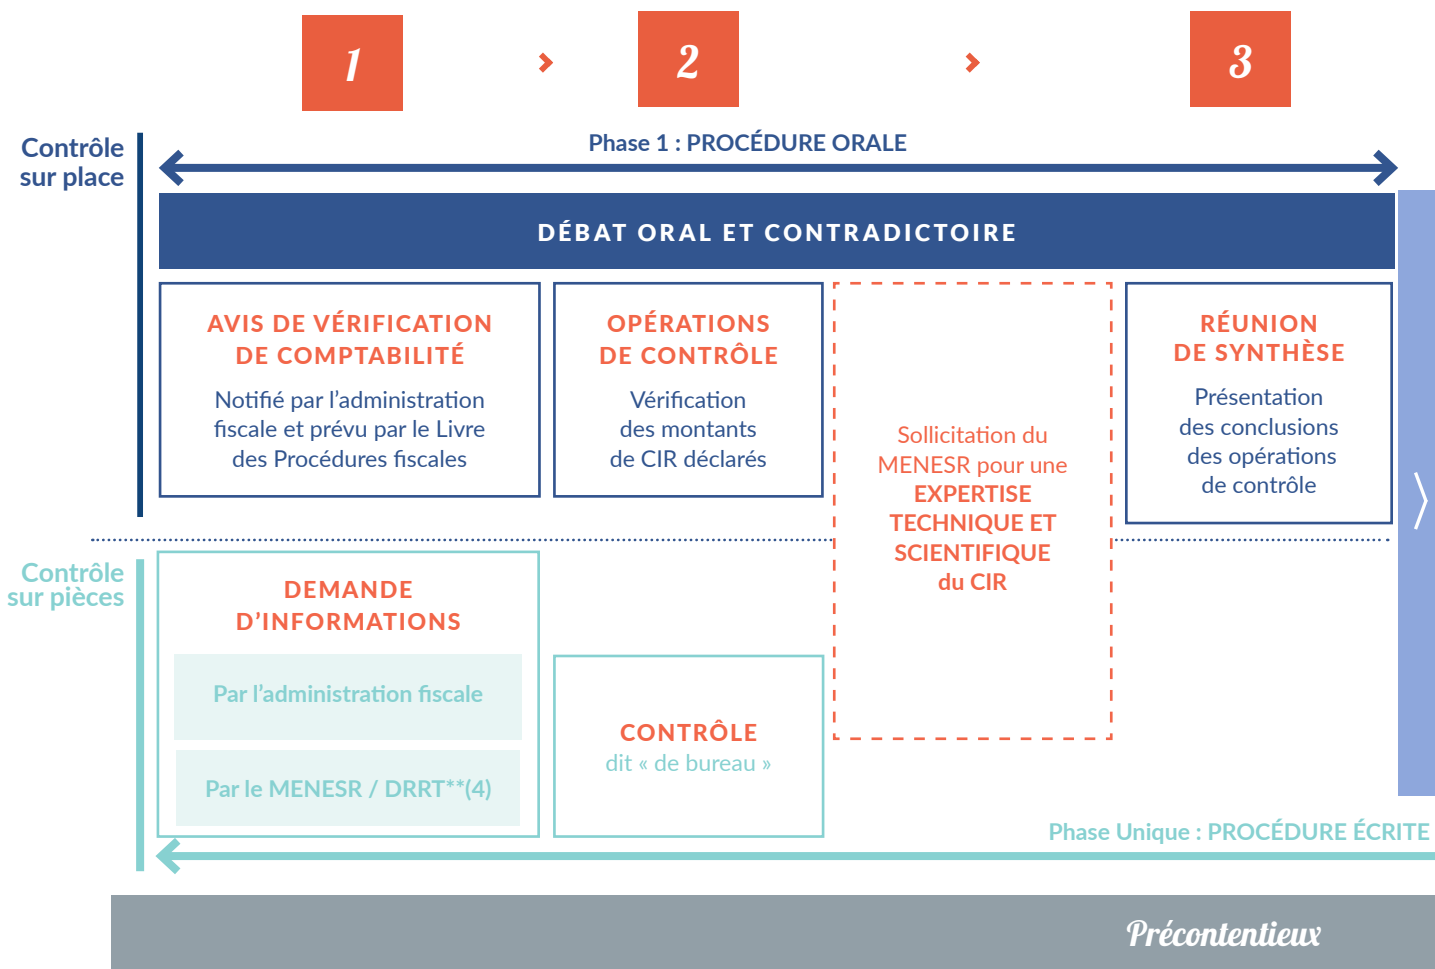 1
2
3
Contrôle
sur place
Phase 1 : PROCÉDURE ORALE
DÉBAT ORAL ET CONTRADICTOIRE
AVIS DE VÉRIFICATION
DE COMPTABILITÉ
Notifié par l’administration
fiscale et prévu par le Livre
des Procédures fiscales
OPÉRATIONS
DE CONTRÔLE
Vérification
des montants
de CIR déclarés
Sollicitation du
MENESR pour une
EXPERTISE
TECHNIQUE ET
SCIENTIFIQUE
du CIR
RÉUNION
DE SYNTHÈSE
Présentation
des conclusions
des opérations
de contrôle
Contrôle
sur pièces
DEMANDE
D’INFORMATIONS
Par l’administration fiscale
Par le MENESR / DRRT**(4)
CONTRÔLE
dit « de bureau »
Phase Unique : PROCÉDURE ÉCRITE
Précontentieux